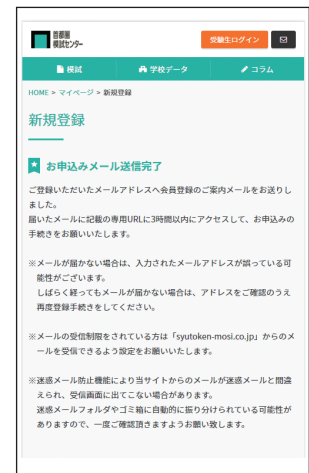 首都圏
模試センター
受験生ログイン
模試 学校データ コラム
HOME > マイページ > 新規登録
新規登録
お申込みメール送信完了
ご登録いただいたメールアドレスへ会員登録のご案内メールをお送りし
ました。
届いたメールに記載の専用URLに3時間以内にアクセスして、お申込みの
手続きをお願いいたします。
※メールが届かない場合は、入力されたメールアドレスが誤っている可
能性がございます。
しばらく経ってもメールが届かない場合は、アドレスをご確認のうえ
再度登録手続きをしてください。
※メールの受信制限をされている方は「syutoken-mosi.co.jp」からのメ
ールを受信できるよう設定をお願いいたします。
※迷惑メール防止機能により当サイトからのメールが迷惑メールと間違
えられ、受信画面に出てこない場合があります。
迷惑メールフォルダやゴミ箱に自動的に振り分けられている可能性が
ありますので、一度ご確認頂きますようお願い致します。